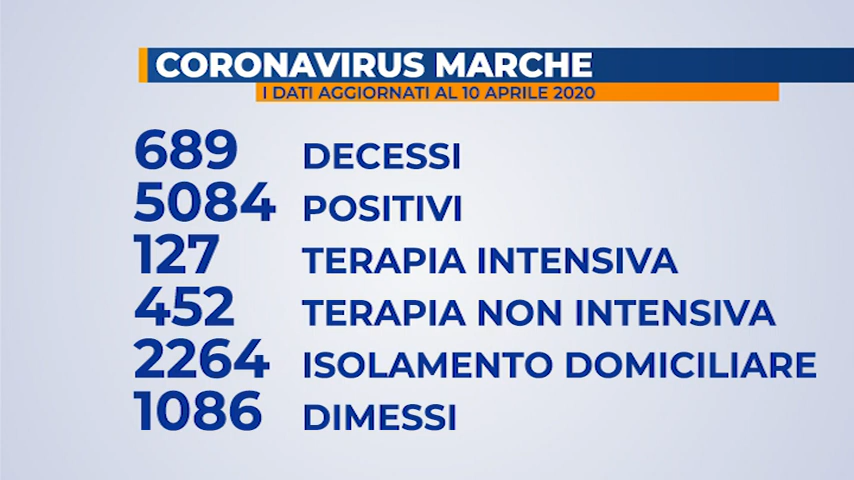 CORONAVIRUS MARCHE
I DATI AGGIORNATI AL 10 APRILE 2020
689 DECESSI
5084 POSITIVI
127 TERAPIA INTENSIVA
452 TERAPIA NON INTENSIVA
2264 ISOLAMENTO DOMICILIARE
1086 DIMESSI